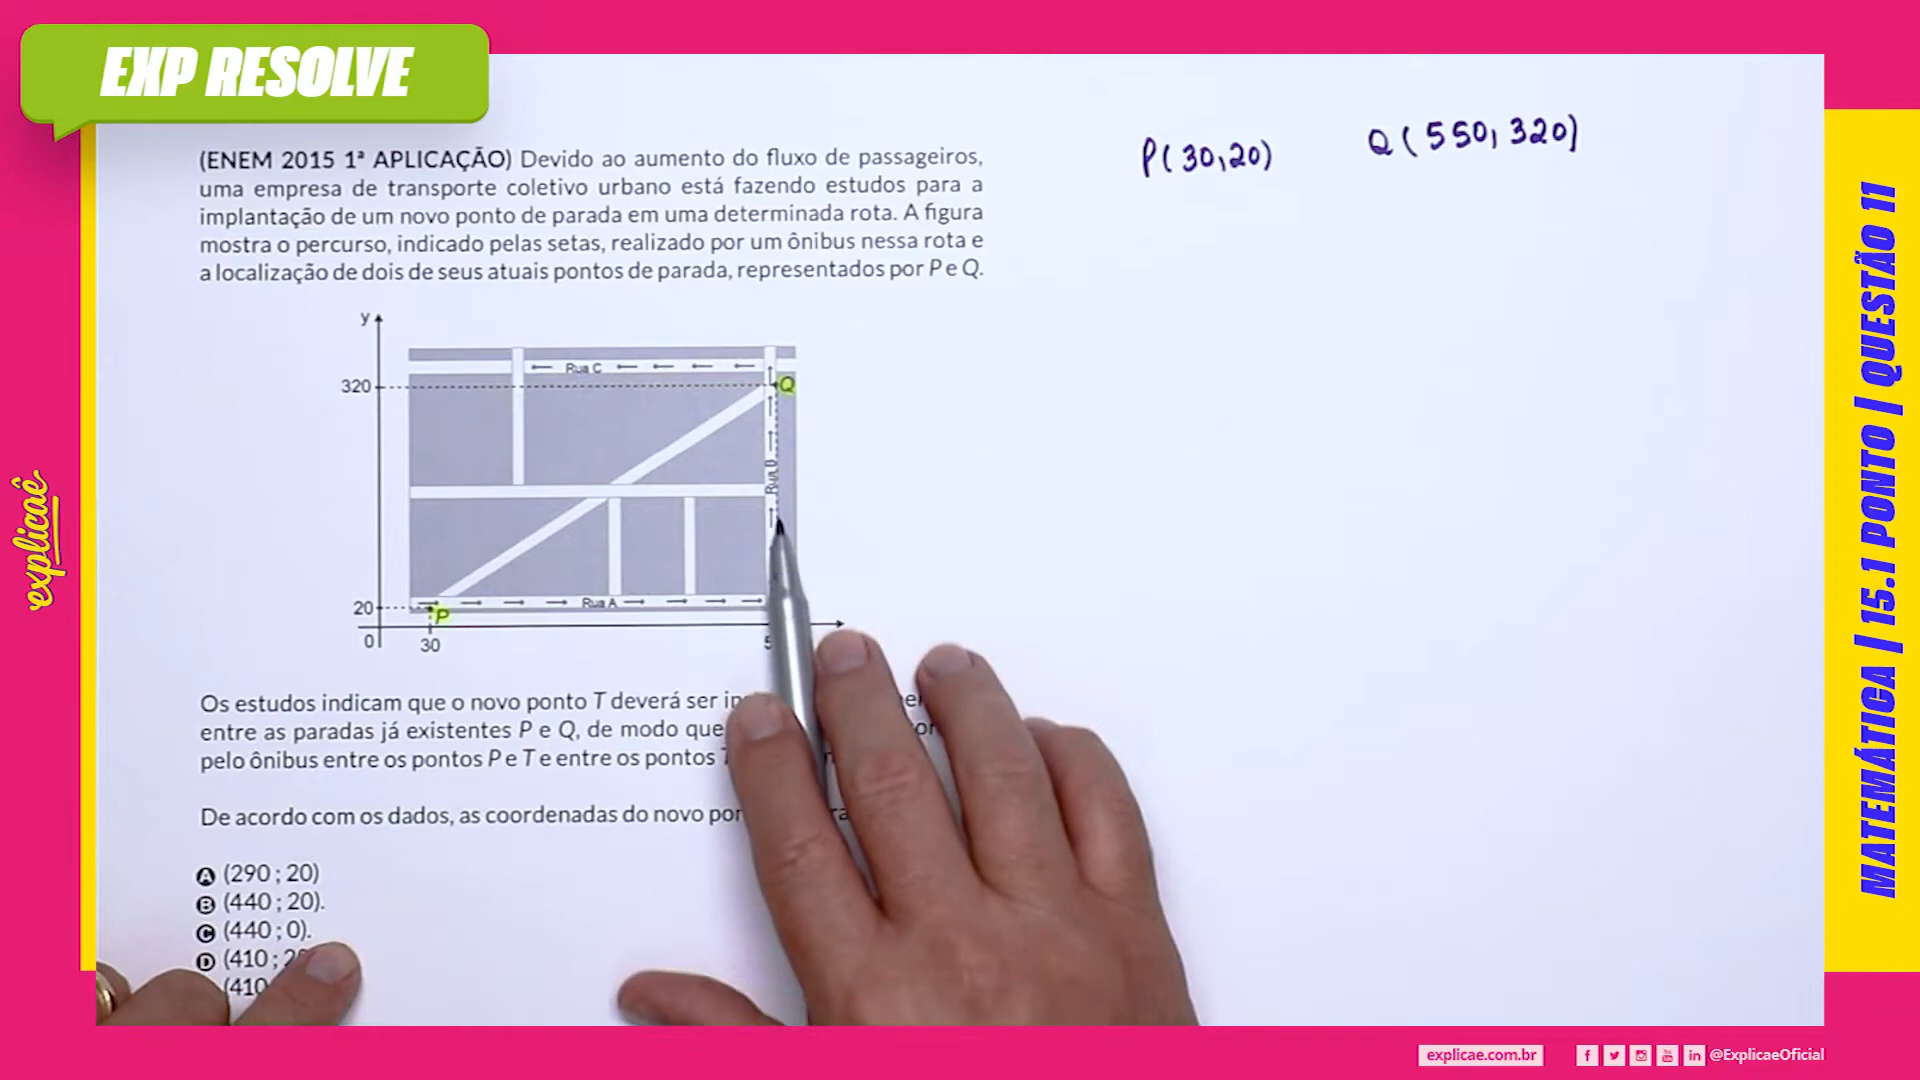 EXP RESOLVE
(ENEM 2015 1ª APLICAÇÃO) Devido ao aumento do fluxo de passageiros,
uma empresa de transporte coletivo urbano está fazendo estudos para a
implantação de um novo ponto de parada em uma determinada rota. A figura
mostra o percurso, indicado pelas setas, realizado por um ônibus nessa rota e
a localização de dois de seus atuais pontos de parada, representados por P e Q.
P(30,20) Q(550,320)
y
Rua C
320
Q
Rua B
20
Rua A
P
0
30
5
Os estudos indicam que o novo ponto T deverá ser
entre as paradas já existentes P e Q, de modo que
pelo ônibus entre os pontos P e T e entre os pontos
De acordo com os dados, as coordenadas do novo
A (290 ; 20)
B (440 ; 20).
C (440 ; 0).
D (410 ;
(410
explicaê
MATEMÁTICA | 15.1 PONTO | QUESTÃO 11
explicae.com.br
@ExplicaeOficial